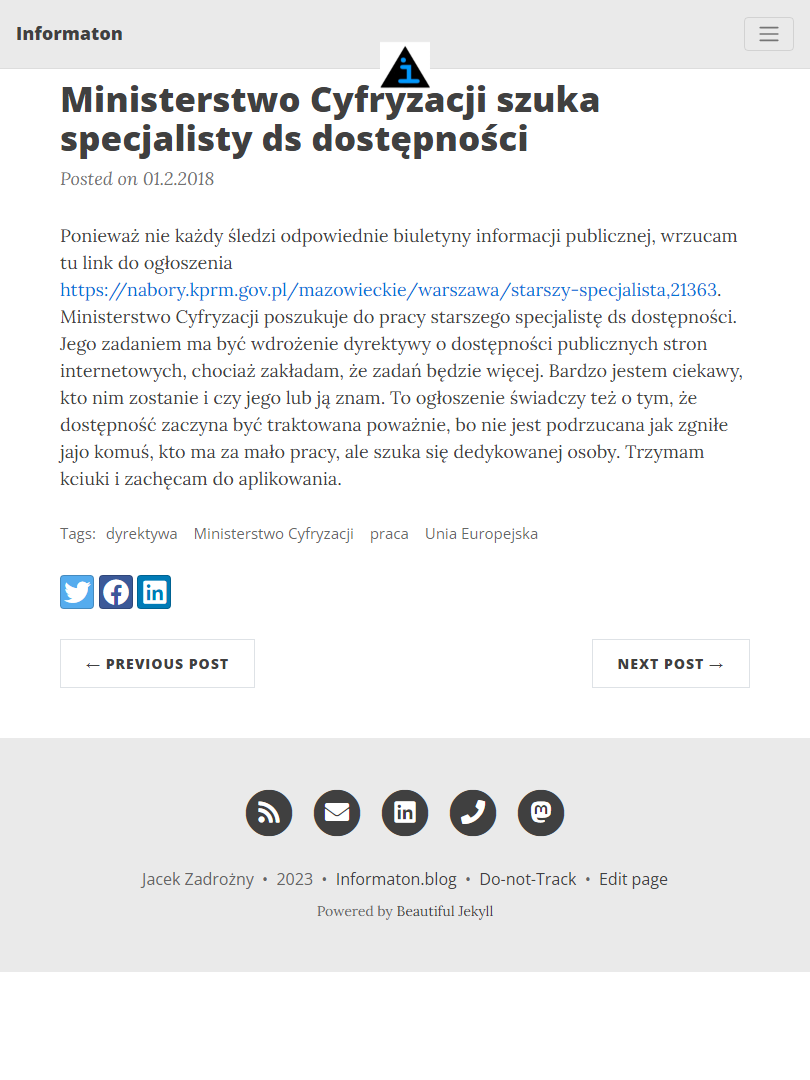 Informaton
Ministerstwo Cyfryzacji szuka
specjalisty ds dostępności
Posted on 01.2.2018
Ponieważ nie każdy śledzi odpowiednie biuletyny informacji publicznej, wrzucam
tu link do ogłoszenia
https://nabory.kprm.gov.pl/mazowieckie/warszawa/starszy-specjalista,21363.
Ministerstwo Cyfryzacji poszukuje do pracy starszego specjalistę ds dostępności.
Jego zadaniem ma być wdrożenie dyrektywy o dostępności publicznych stron
internetowych, chociaż zakładam, że zadań będzie więcej. Bardzo jestem ciekawy,
kto nim zostanie i czy jego lub ją znam. To ogłoszenie świadczy też o tym, że
dostępność zaczyna być traktowana poważnie, bo nie jest podrzucana jak zgniłe
jajo komuś, kto ma za mało pracy, ale szuka się dedykowanej osoby. Trzymam
kciuki i zachęcam do aplikowania.
Tags: dyrektywa Ministerstwo Cyfryzacji praca Unia Europejska
← PREVIOUS POST
NEXT POST →
Jacek Zadrożny • 2023 • Informaton.blog • Do-not-Track • Edit page
Powered by Beautiful Jekyll